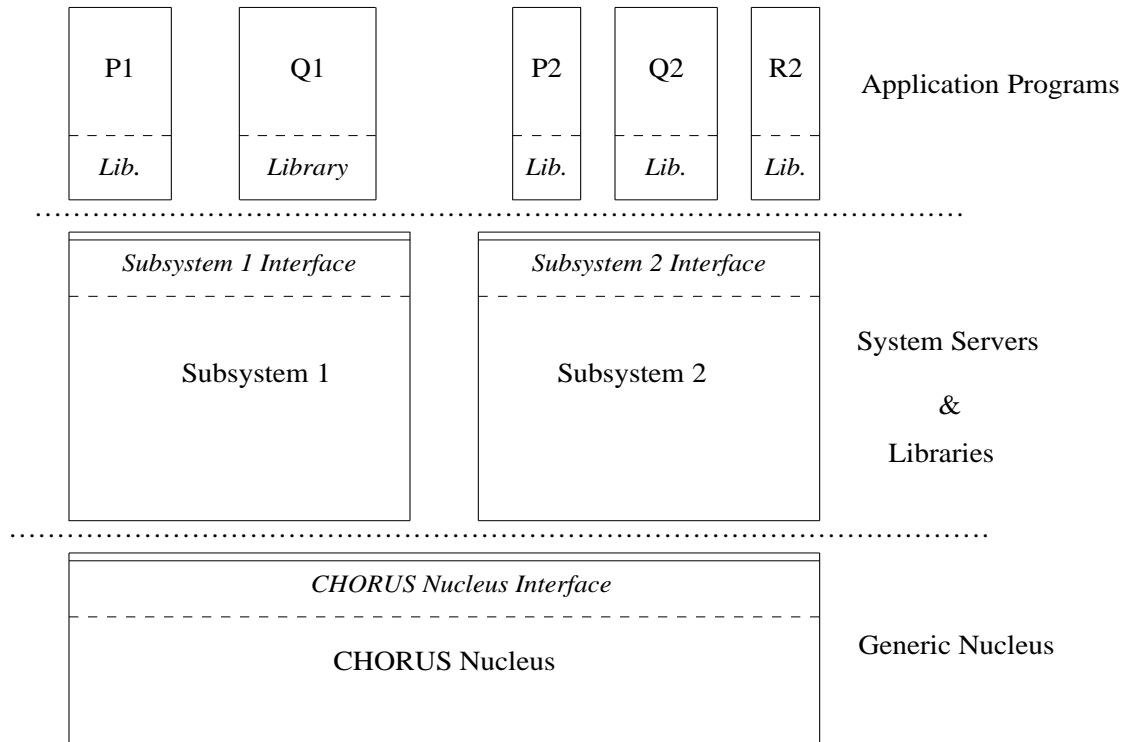 P1
Q1
P2
Q2
R2
Application Programs
Lib.
Library
Lib.
Lib.
Lib.
Subsystem 1 Interface
Subsystem 2 Interface
Subsystem 1
Subsystem 2
System Servers
&
Libraries
CHORUS Nucleus Interface
CHORUS Nucleus
Generic Nucleus